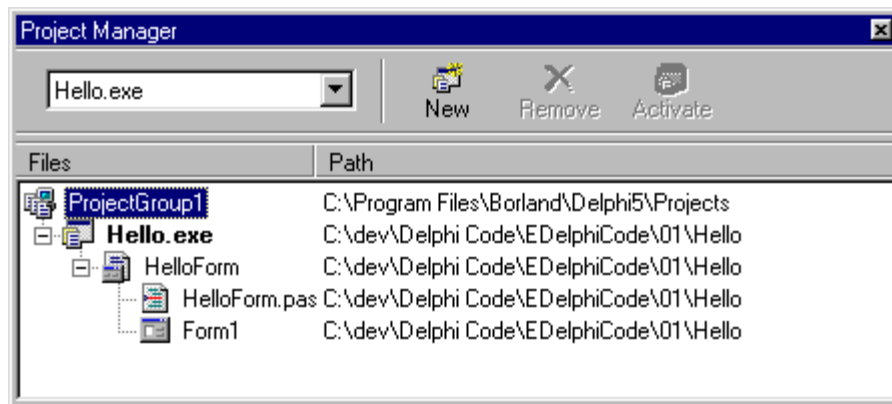 Project Manager
Hello.exe
New Remove Activate
Files Path
ProjectGroup1 C:\Program Files\Borland\Delphi5\Projects
Hello.exe C:\dev\Delphi Code\EDelphiCode\01\Hello
HelloForm C:\dev\Delphi Code\EDelphiCode\01\Hello
HelloForm.pas C:\dev\Delphi Code\EDelphiCode\01\Hello
Form1 C:\dev\Delphi Code\EDelphiCode\01\Hello